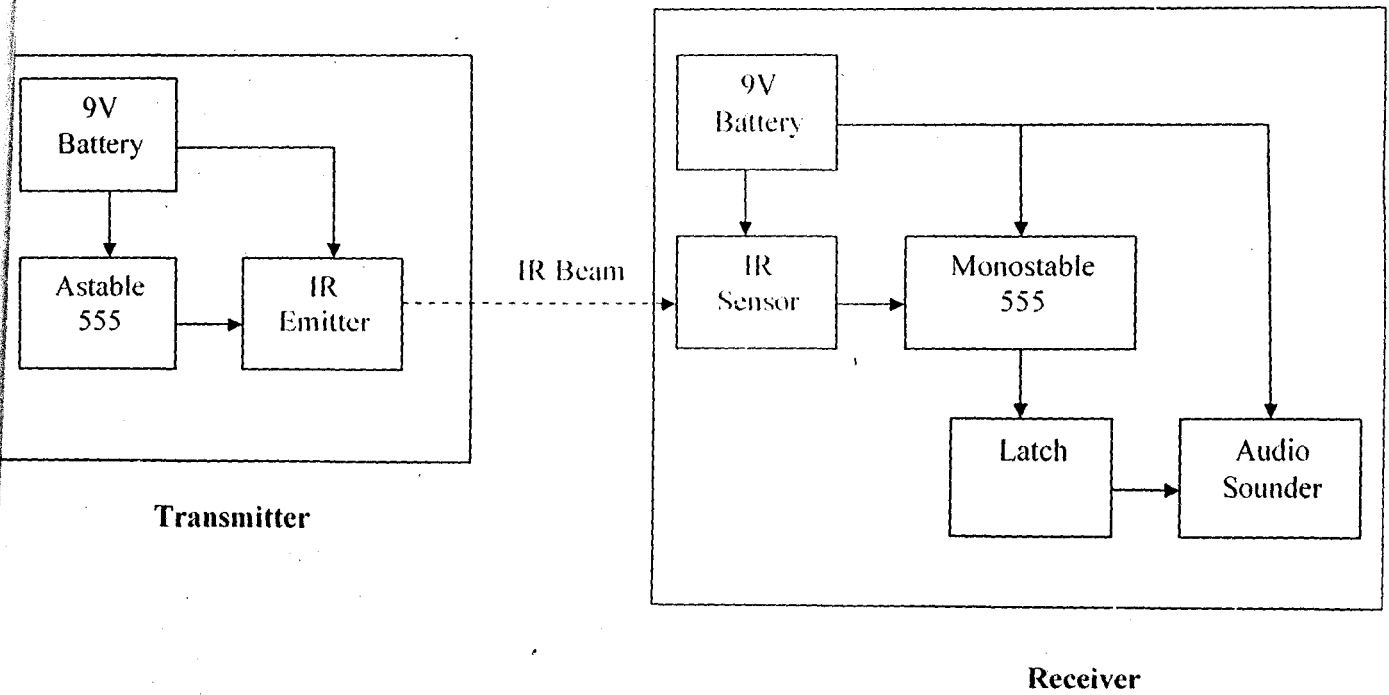 9V
Battery
Astable
555
IR
Emitter
Transmitter
IR Beam
9V
Battery
IR
Sensor
Monostable
555
Latch
Audio
Sounder
Receiver